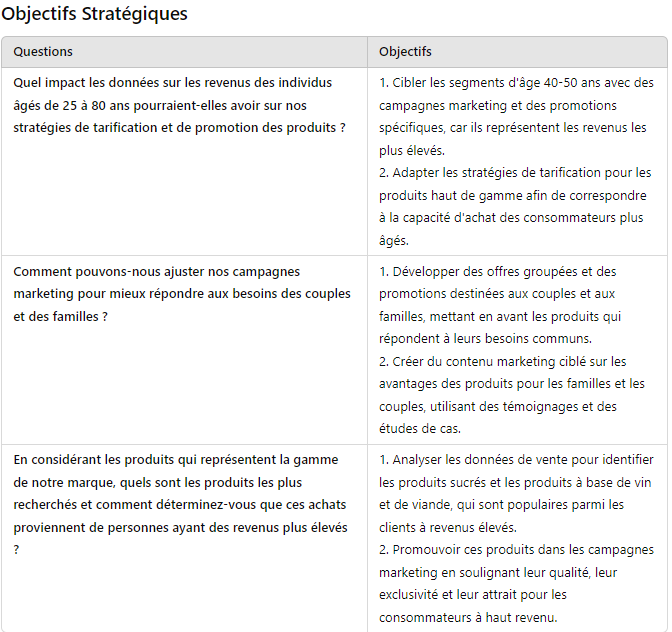 Objectifs Stratégiques
Questions
Objectifs
Quel impact les données sur les revenus des individus
âgés de 25 à 80 ans pourraient-elles avoir sur nos
stratégies de tarification et de promotion des produits ?
1. Cibler les segments d'âge 40-50 ans avec des
campagnes marketing et des promotions
spécifiques, car ils représentent les revenus les
plus élevés.
2. Adapter les stratégies de tarification pour les
produits haut de gamme afin de correspondre
à la capacité d'achat des consommateurs plus
âgés.
Comment pouvons-nous ajuster nos campagnes
marketing pour mieux répondre aux besoins des couples
et des familles ?
1. Développer des offres groupées et des
promotions destinées aux couples et aux
familles, mettant en avant les produits qui
répondent à leurs besoins communs.
2. Créer du contenu marketing ciblé sur les
avantages des produits pour les familles et les
couples, utilisant des témoignages et des
études de cas.
En considérant les produits qui représentent la gamme
de notre marque, quels sont les produits les plus
recherchés et comment déterminez-vous que ces achats
proviennent de personnes ayant des revenus plus élevés
?
1. Analyser les données de vente pour identifier
les produits sucrés et les produits à base de vin
et de viande, qui sont populaires parmi les
clients à revenus élevés.
2. Promouvoir ces produits dans les campagnes
marketing en soulignant leur qualité, leur
exclusivité et leur attrait pour les
consommateurs à haut revenu.